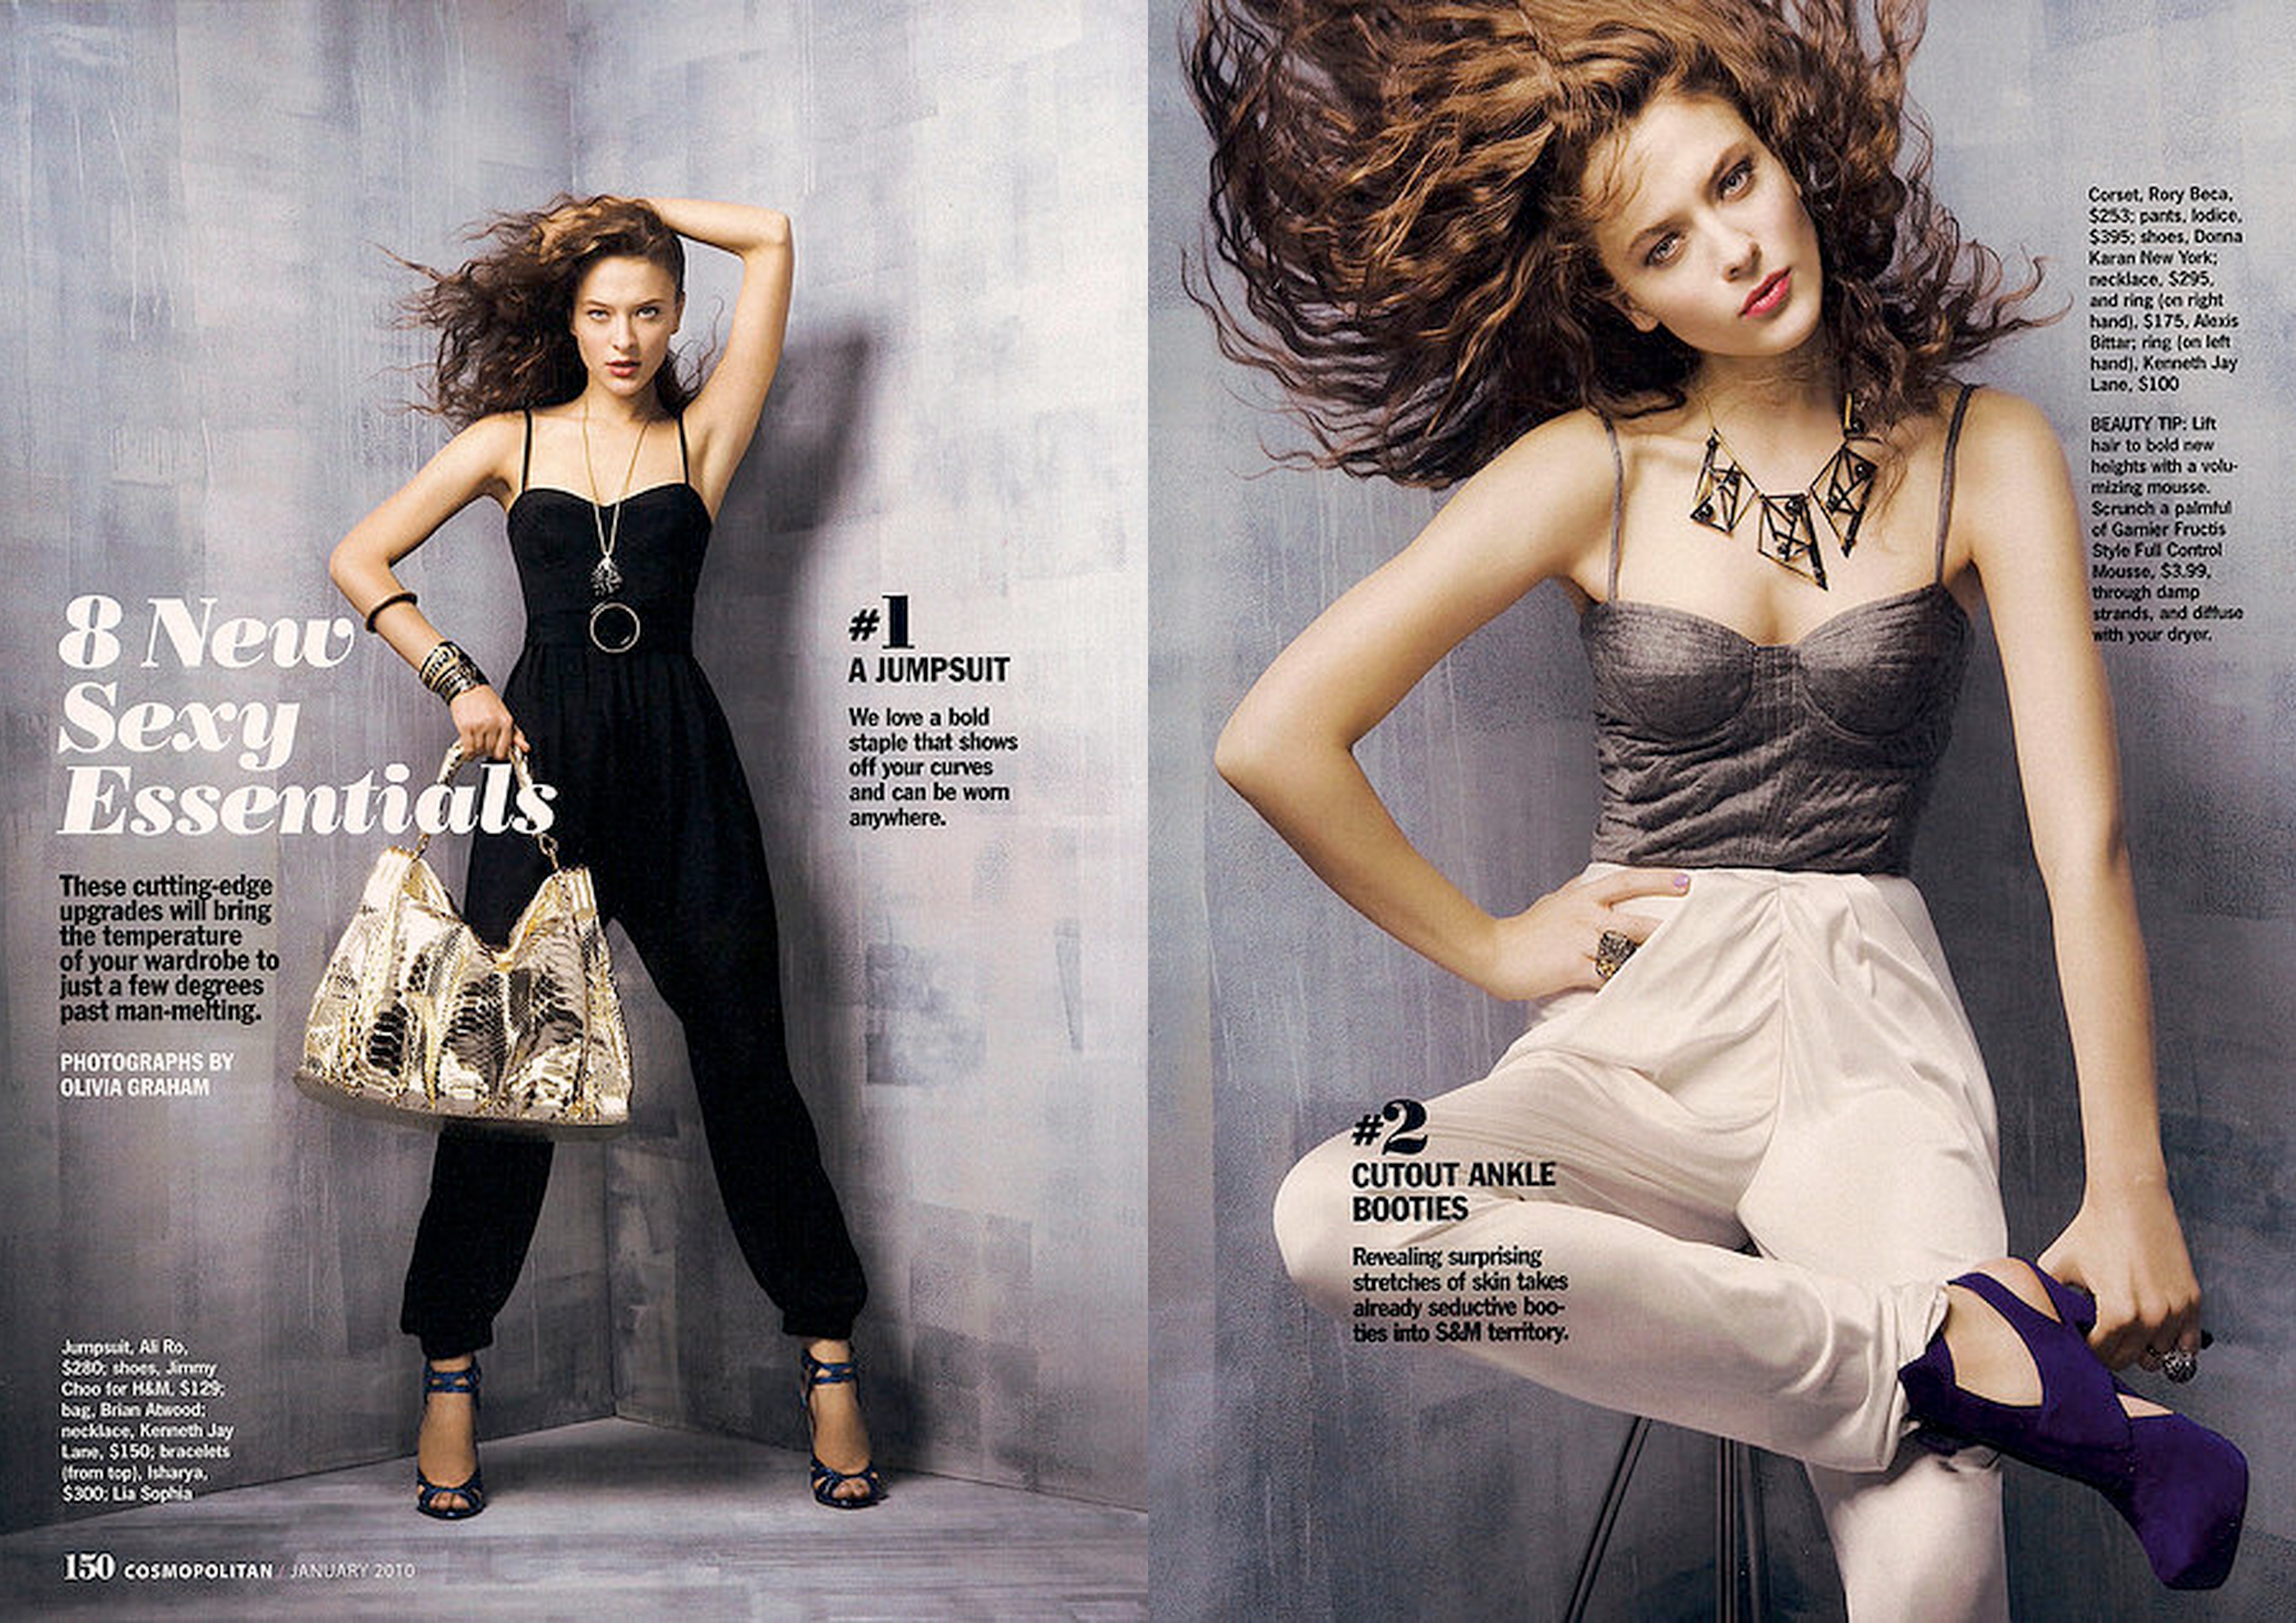 8 New
Sexy
Essentials
These cutting-edge
upgrades will bring
the temperature
of your wardrobe to
just a few degrees
past man-melting.
PHOTOGRAPHS BY
OLIVIA GRAHAM
#1
A JUMPSUIT
We love a bold
staple that shows
off your curves
and can be worn
anywhere.
Jumpsuit, Ali Ro,
$280; shoes, Jimmy
Choo for H&M, $129;
bag, Brian Atwood;
necklace, Kenneth Jay
Lane, $150; bracelets
(from top), Isharya,
$300; Lia Sophia
150 COSMOPOLITAN / JANUARY 2010
Corset, Rory Beca,
$253; pants, Iodice,
$395; shoes, Donna
Karan New York;
necklace, $295,
and ring (on right
hand), $175, Alexis
Bittar; ring (on left
hand), Kenneth Jay
Lane, $100
BEAUTY TIP: Lift
hair to bold new
heights with a volu-
mizing mousse.
Scrunch a palmful
of Garnier Fructis
Style Full Control
Mousse, $3.99,
through damp
strands, and diffuse
with your dryer.
#2
CUTOUT ANKLE
BOOTIES
Revealing surprising
stretches of skin takes
already seductive boo-
ties into S&M territory.